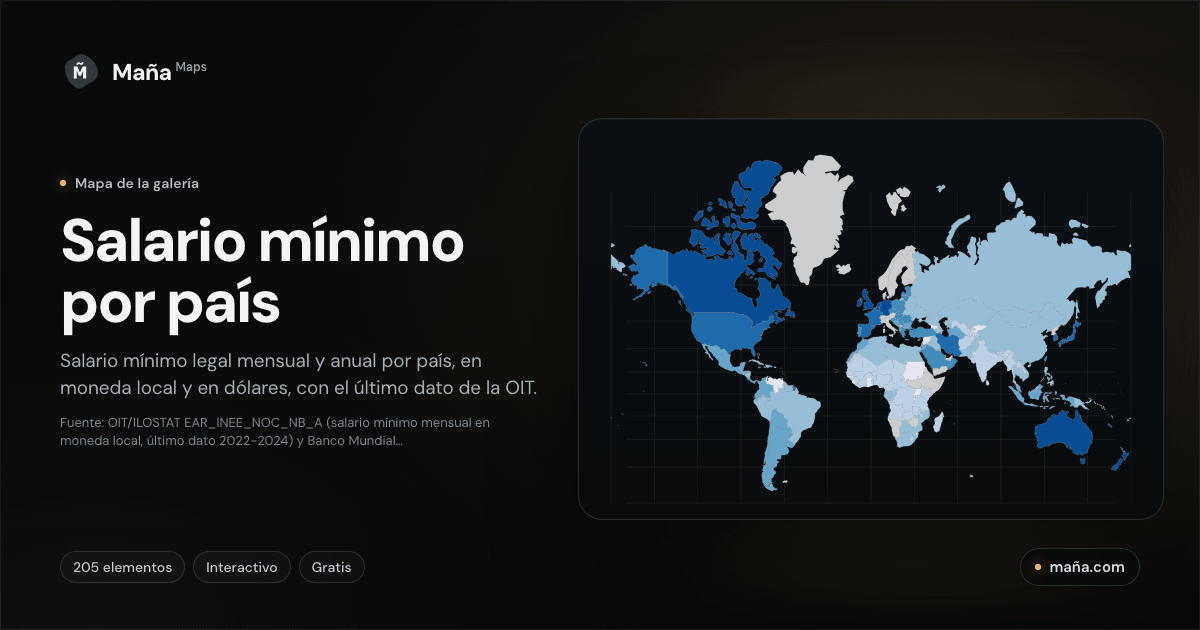 M̃
Maña Maps
Mapa de la galería
Salario mínimo
por país
Salario mínimo legal mensual y anual por país, en
moneda local y en dólares, con el último dato de la OIT.
Fuente: OIT/ILOSTAT EAR_INEE_NOC_NB_A (salario mínimo mensual en
moneda local, último dato 2022-2024) y Banco Mundial…
205 elementos
Interactivo
Gratis
maña.com